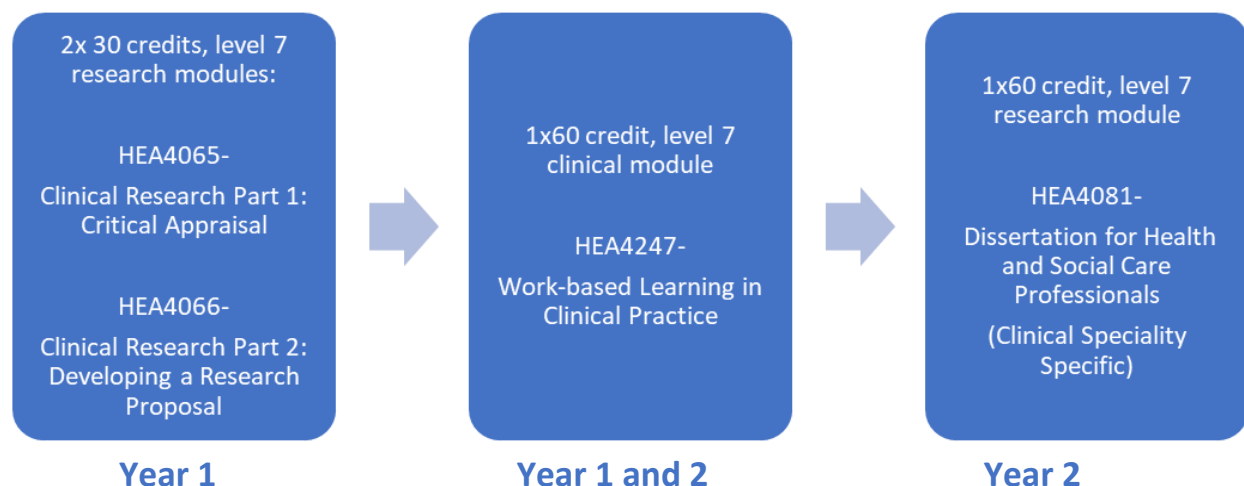 2x 30 credits, level 7
research modules:
HEA4065-
Clinical Research Part 1:
Critical Appraisal
HEA4066-
Clinical Research Part 2:
Developing a Research
Proposal
Year 1
1x60 credit, level 7
clinical module
HEA4247-
Work-based Learning in
Clinical Practice
Year 1 and 2
1x60 credit, level 7
research module
HEA4081-
Dissertation for Health
and Social Care
Professionals
(Clinical Speciality
Specific)
Year 2